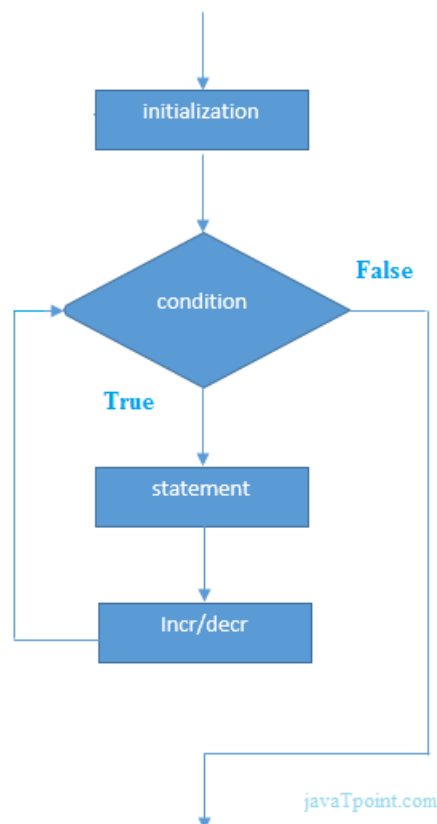 initialization
condition
False
True
statement
Incr/decr
javaTpoint.com